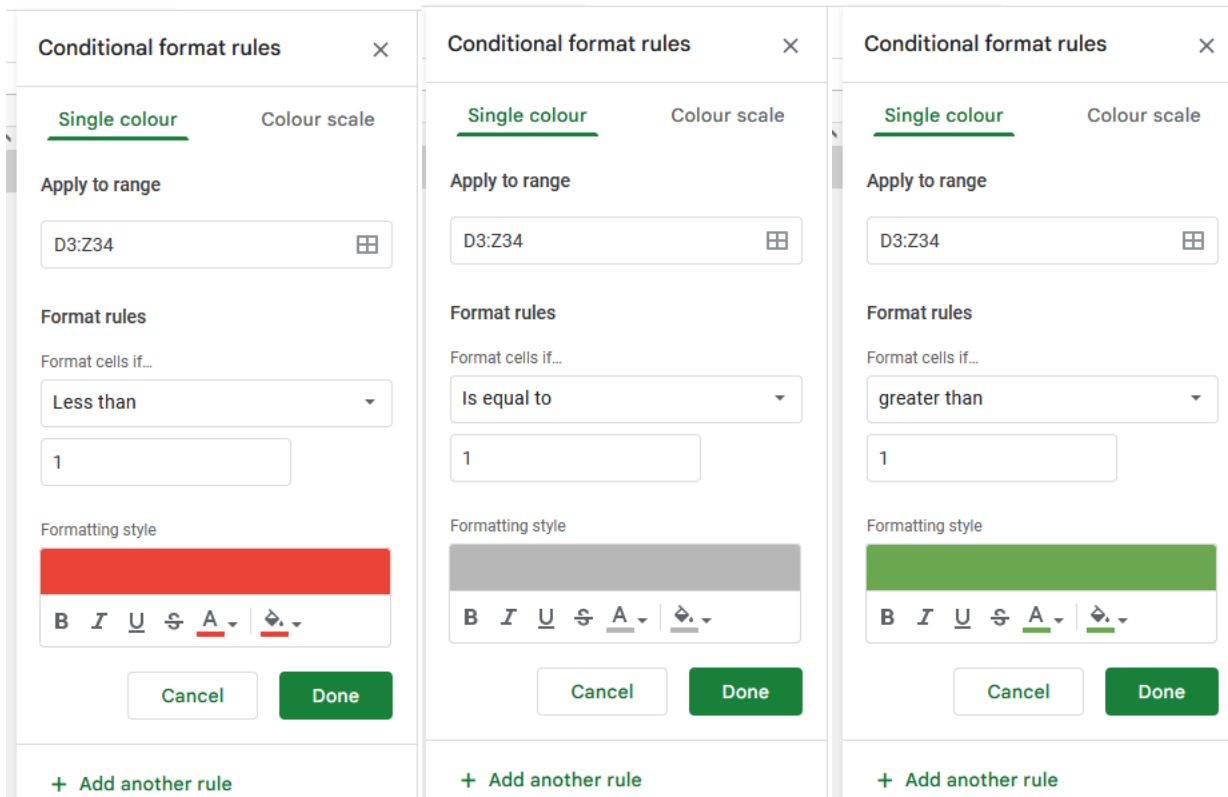 Conditional format rules
Single colour Colour scale
Apply to range
D3:Z34
Format rules
Format cells if...
Less than
1
Formatting style
B I U S A
Cancel Done
+ Add another rule
Conditional format rules
Single colour Colour scale
Apply to range
D3:Z34
Format rules
Format cells if...
Is equal to
1
Formatting style
B I U S A
Cancel Done
+ Add another rule
Conditional format rules
Single colour Colour scale
Apply to range
D3:Z34
Format rules
Format cells if...
greater than
1
Formatting style
B I U S A
Cancel Done
+ Add another rule